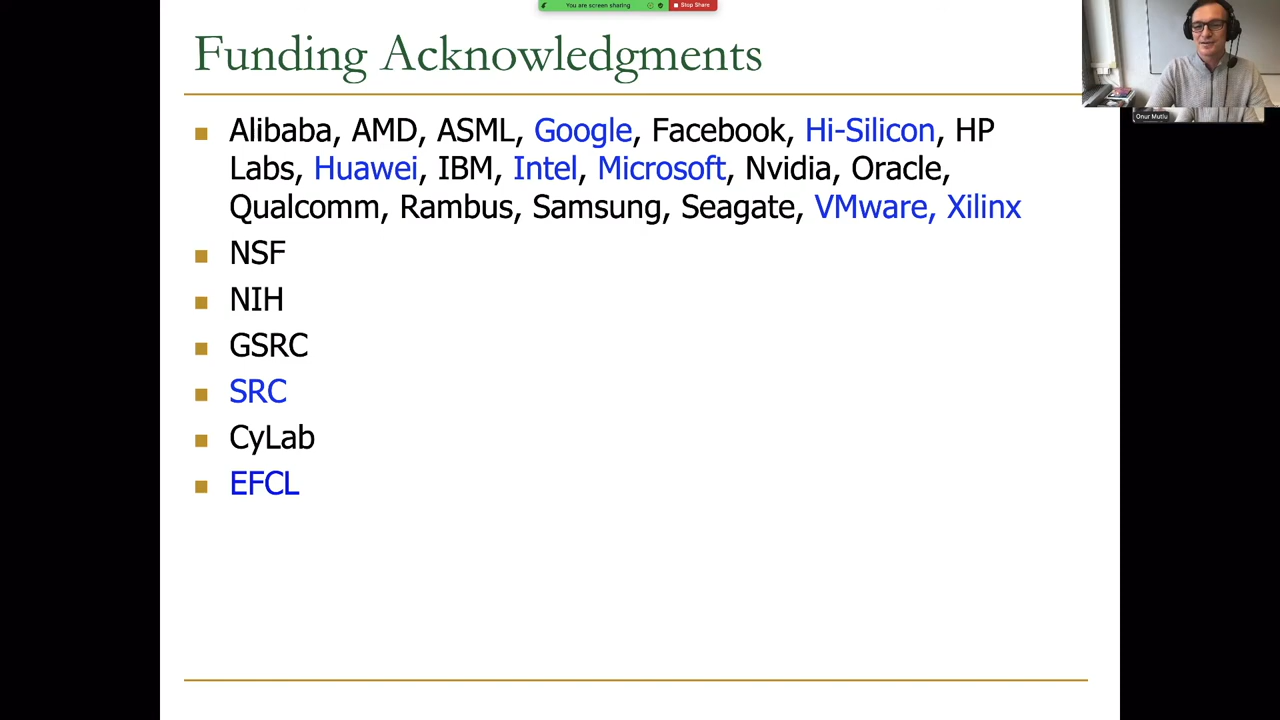 You are screen sharing
Stop Share
Funding Acknowledgments
Alibaba, AMD, ASML, Google, Facebook, Hi-Silicon, HP
Labs, Huawei, IBM, Intel, Microsoft, Nvidia, Oracle,
Qualcomm, Rambus, Samsung, Seagate, VMware, Xilinx
NSF
NIH
GSRC
SRC
CyLab
EFCL
Onur Mutlu